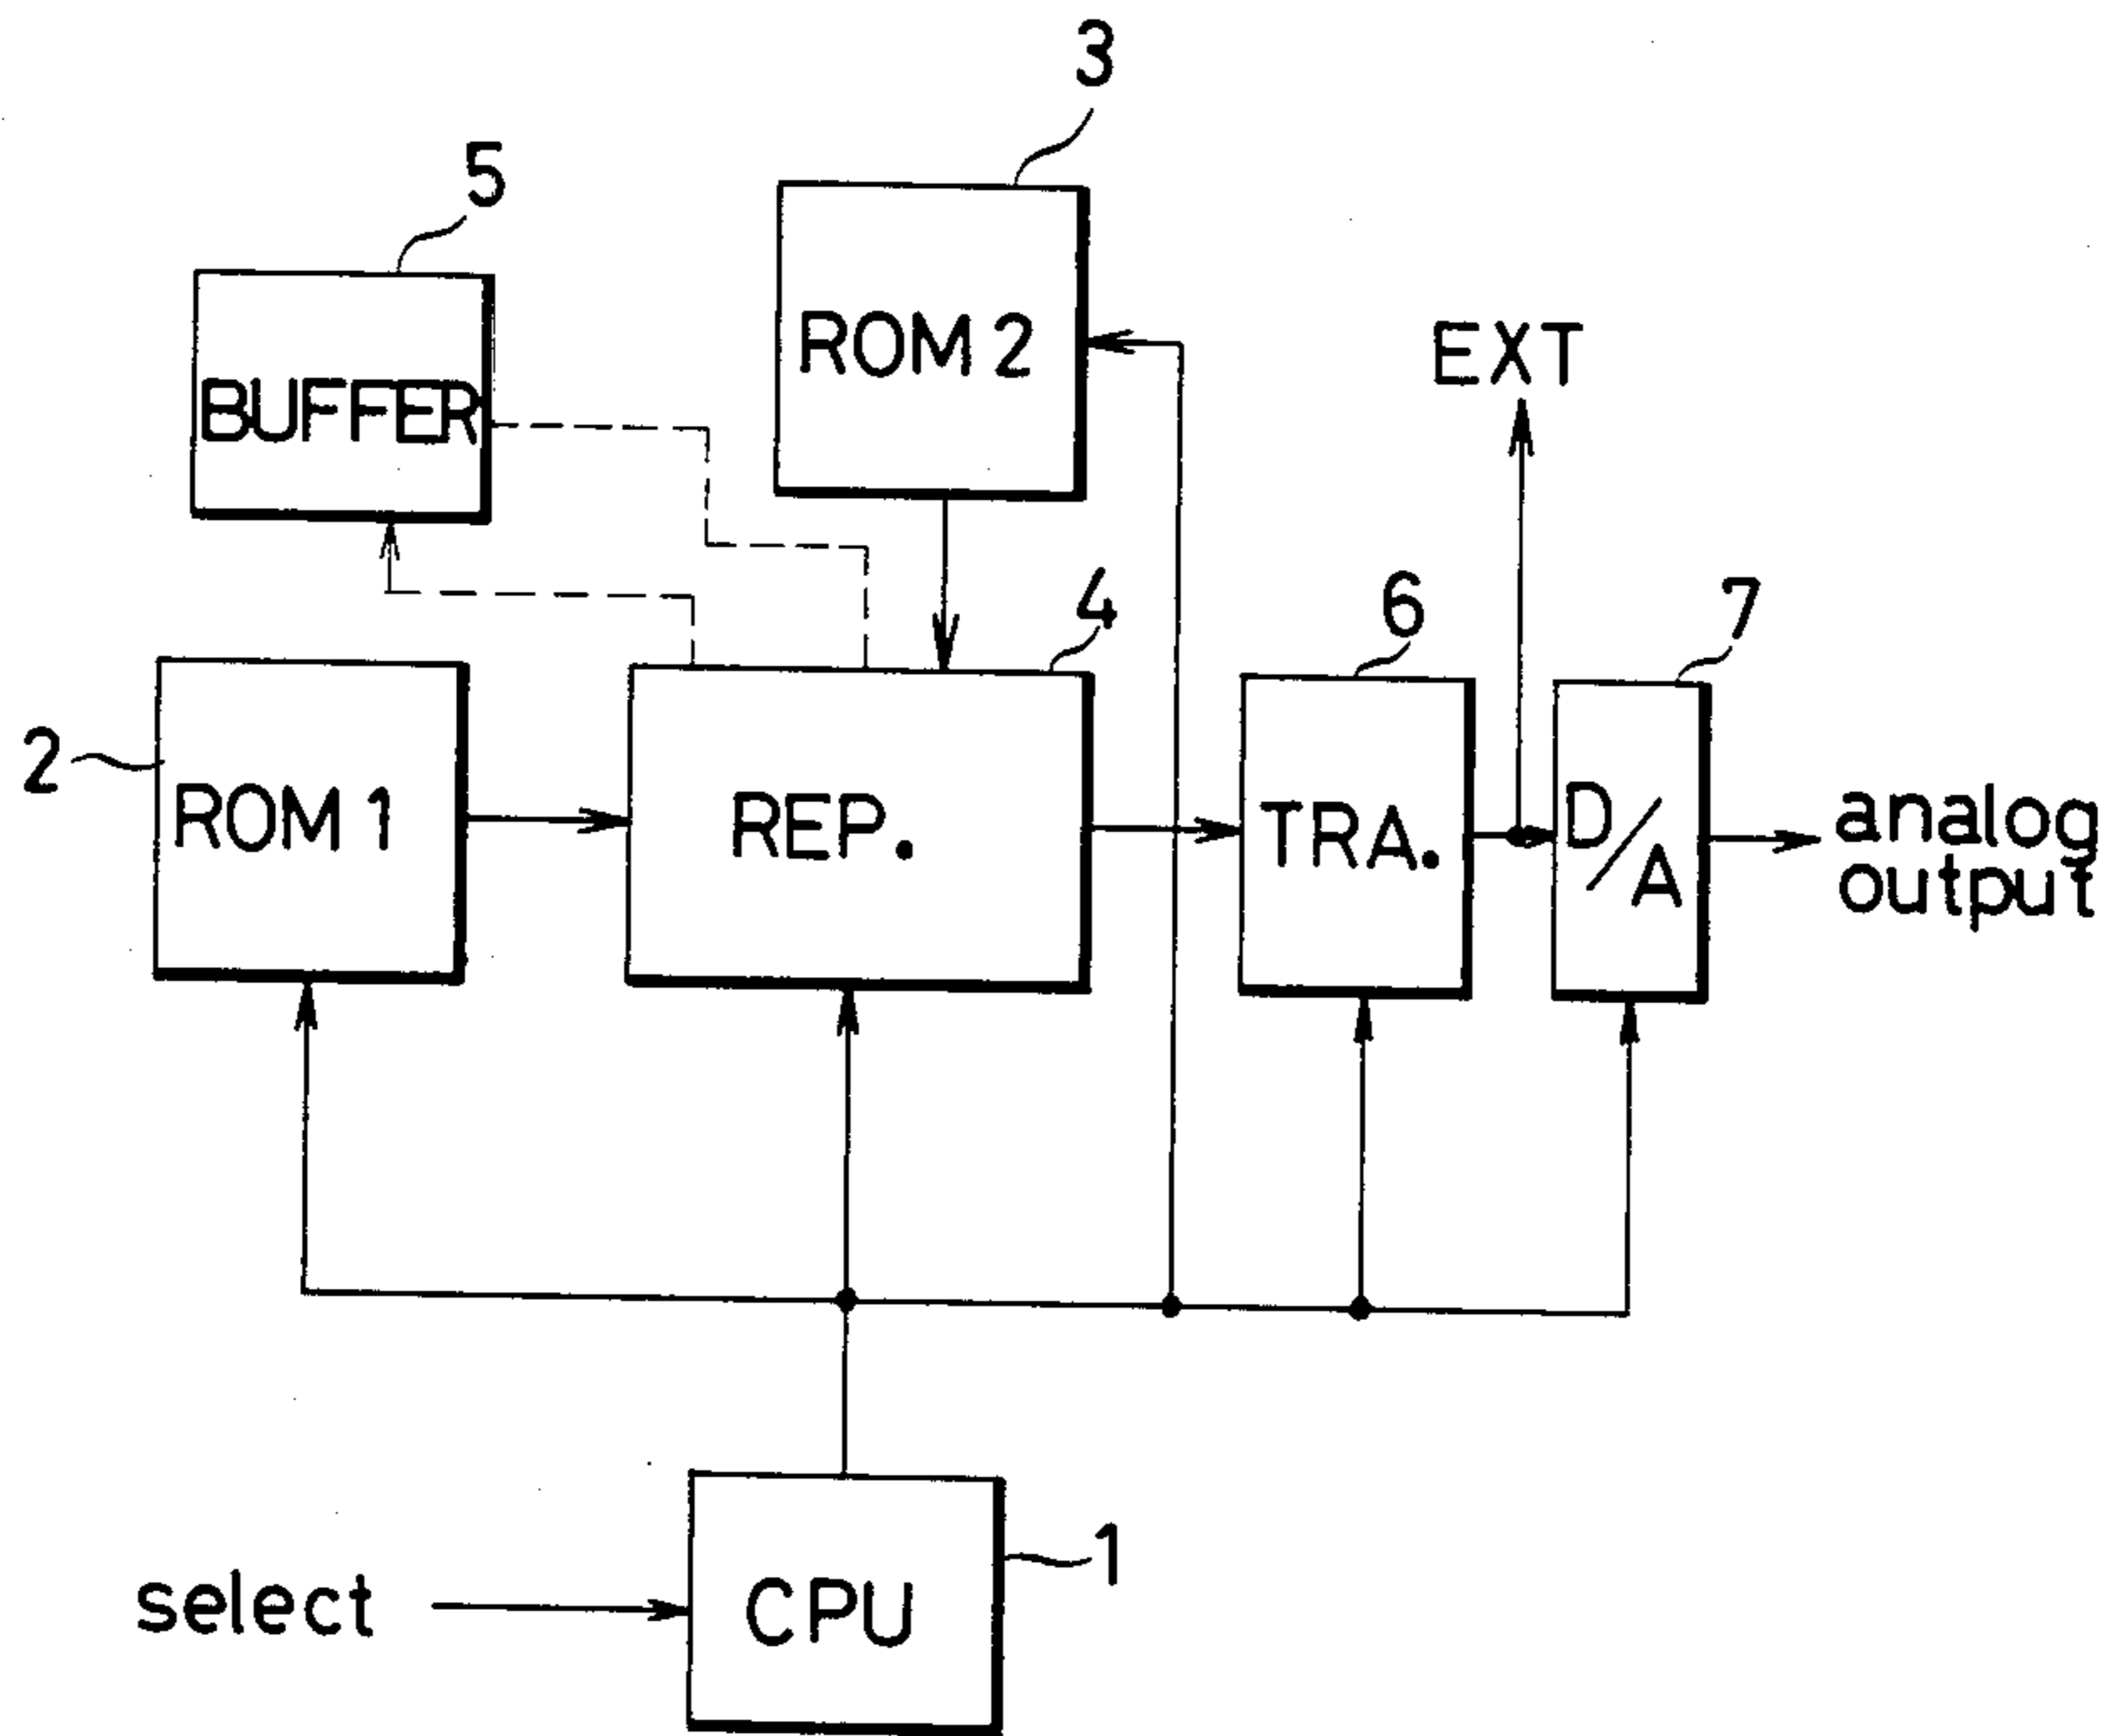 3
5
ROM 2
EXT
BUFFER
4
6
7
2
ROM 1
REP.
TRA.
D/A
analog
output
1
select
CPU